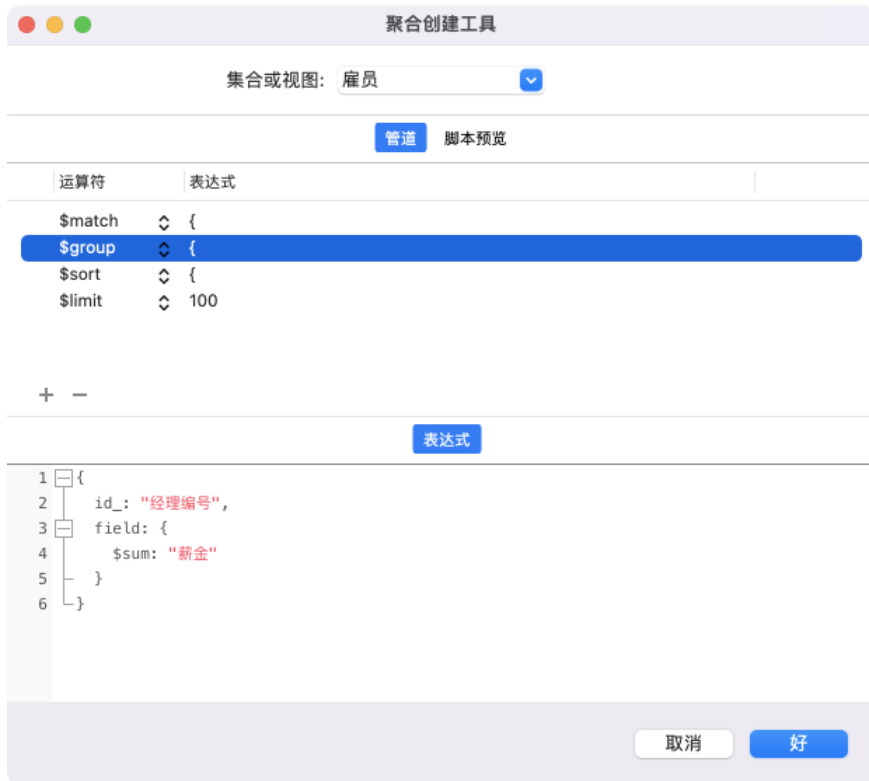 聚合创建工具
集合或视图: 雇员
管道 脚本预览
运算符 表达式
$match {
$group {
$sort {
$limit 100
+ −
表达式
1 {
2 id_: "经理编号",
3 field: {
4 $sum: "薪金"
5 }
6 }
取消 好